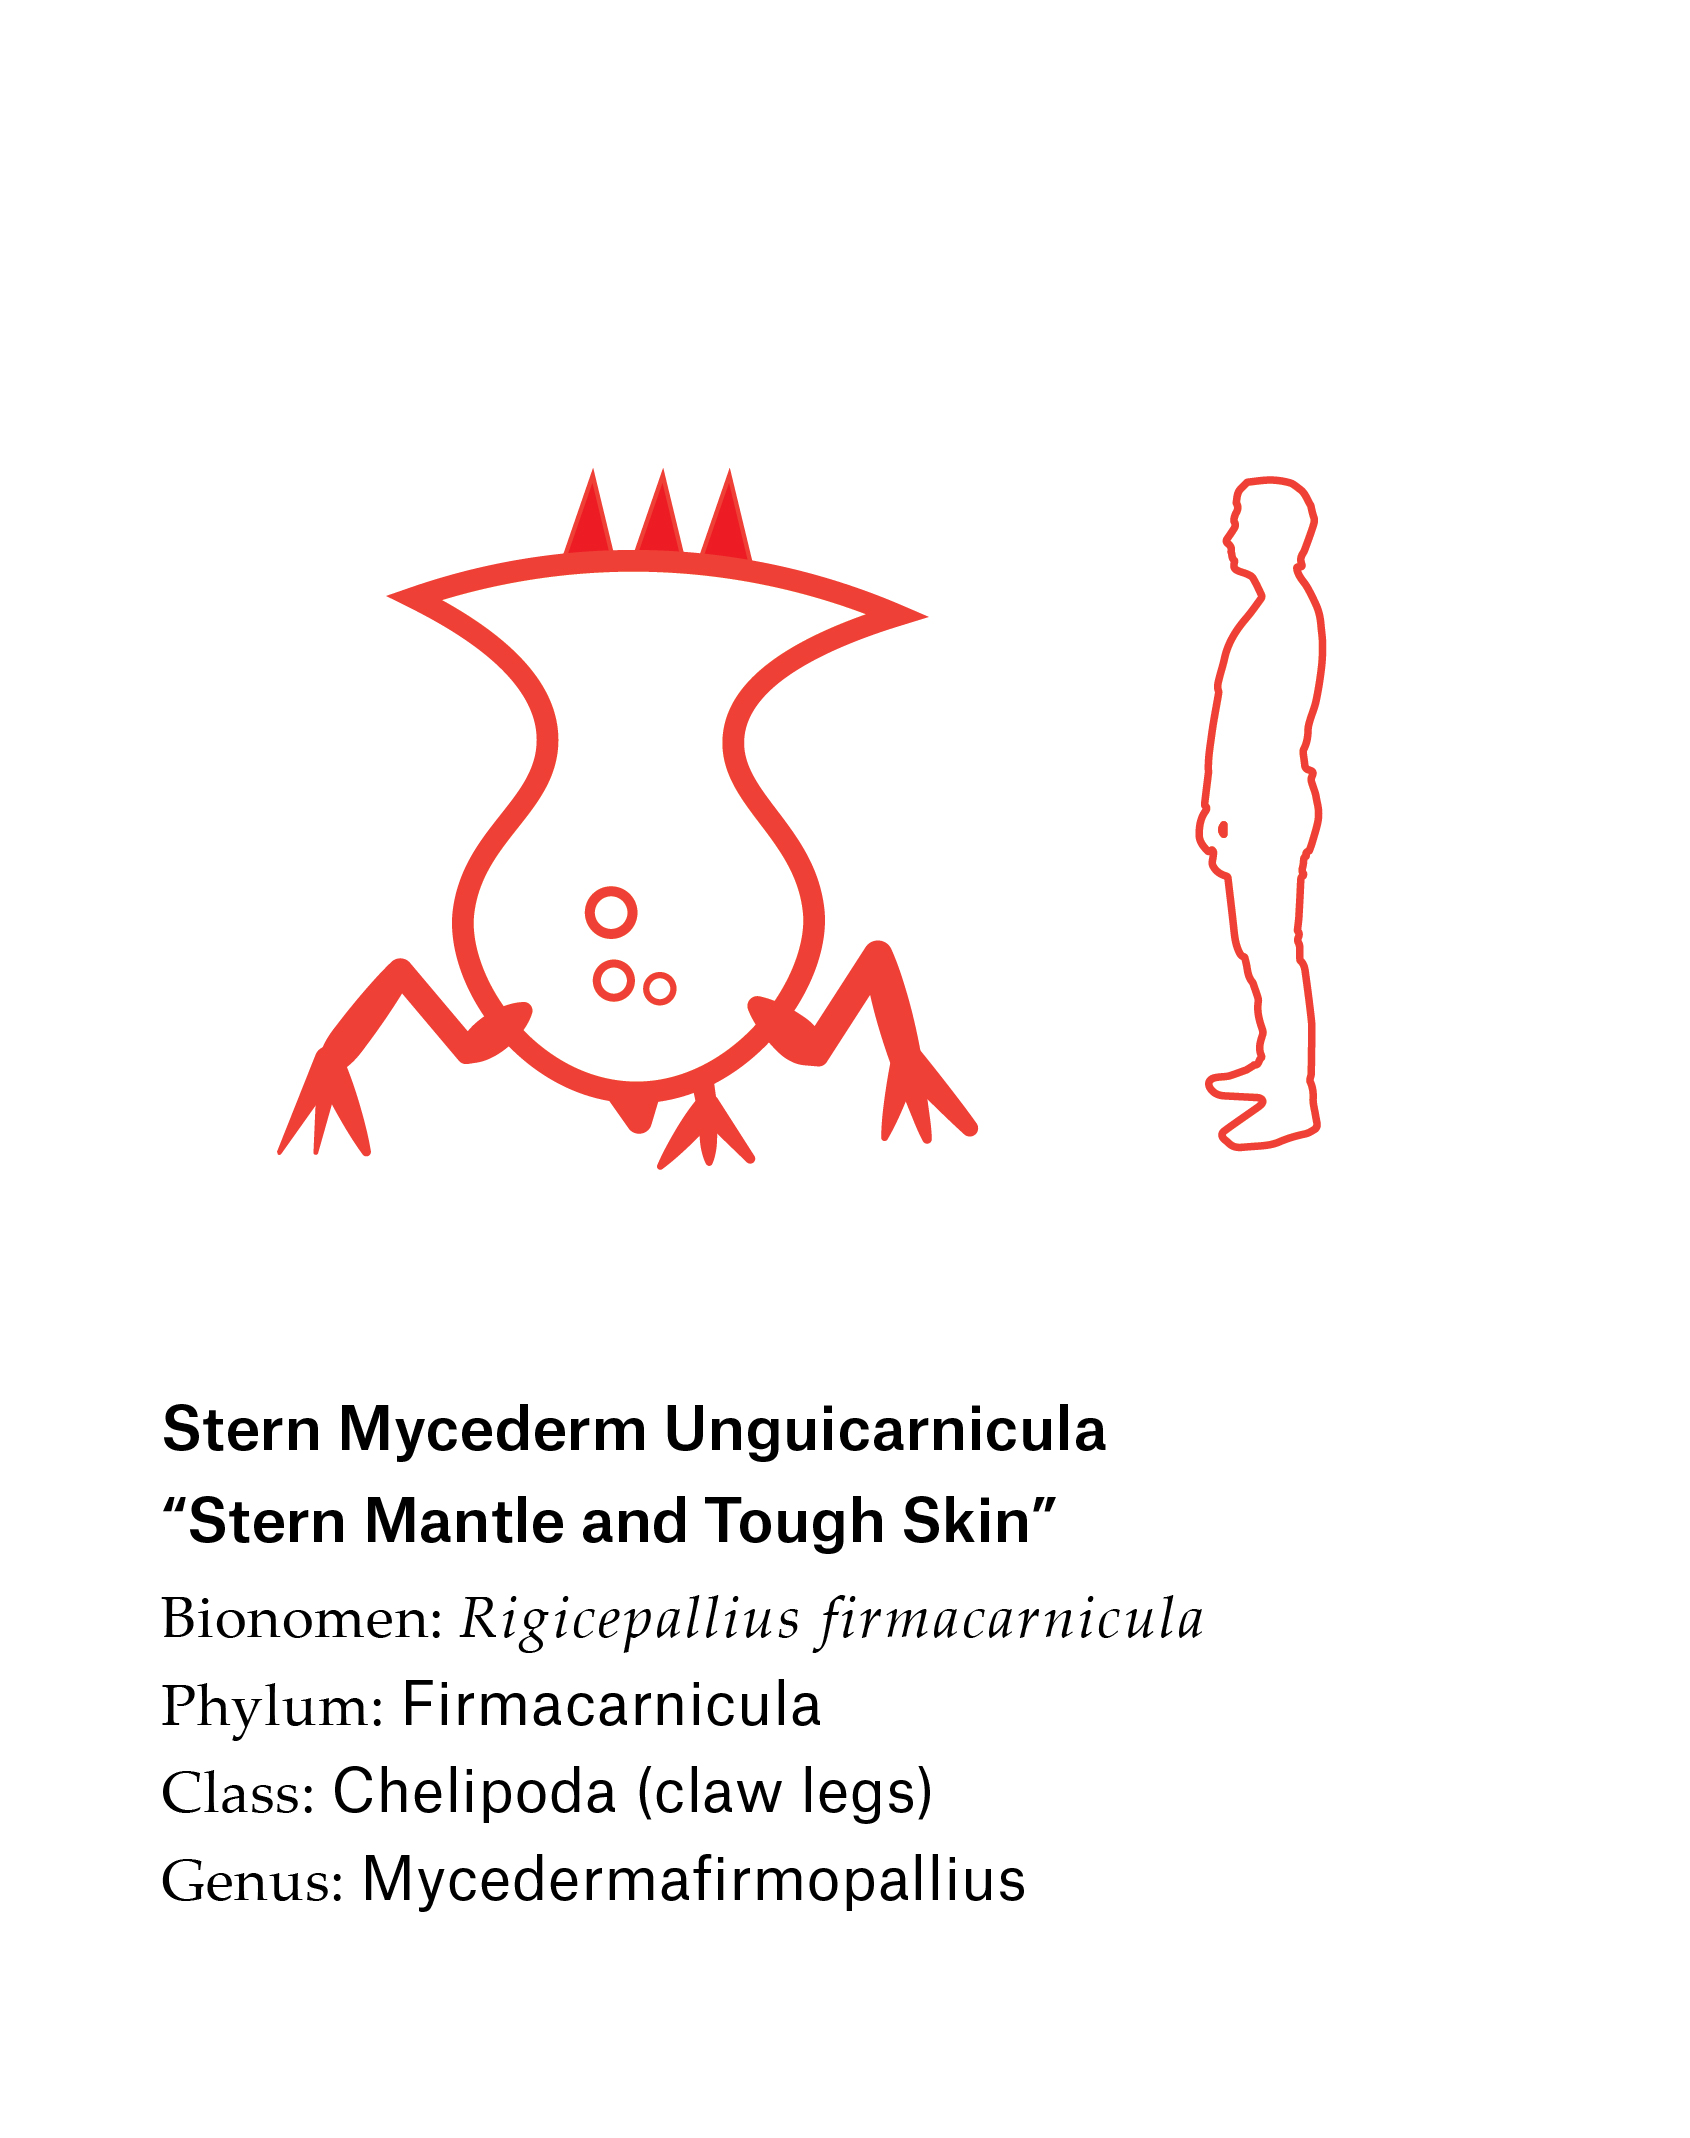 Stern Mycederm Unguicarnicula
“Stern Mantle and Tough Skin”
Bionomen: Rigicepallius firmacarnicula
Phylum: Firmacarnicula
Class: Chelipoda (claw legs)
Genus: Mycedermafirmopallius